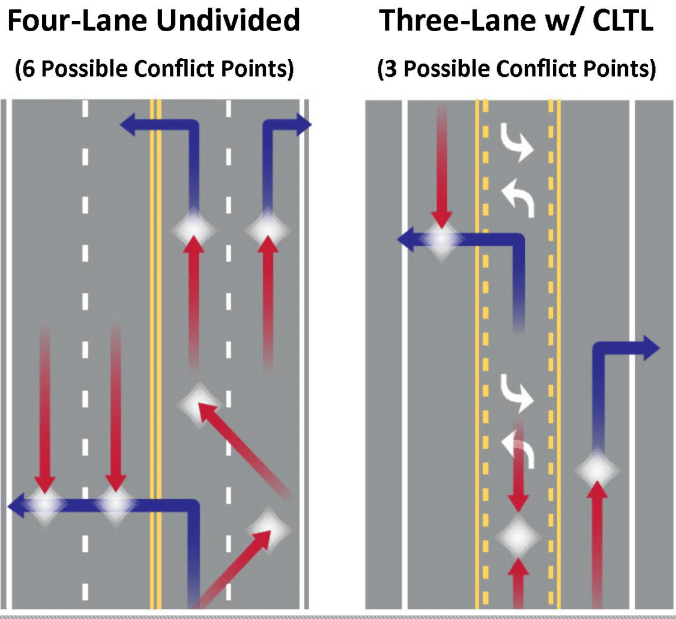 Four-Lane Undivided
(6 Possible Conflict Points)
Three-Lane w/ CLTL
(3 Possible Conflict Points)